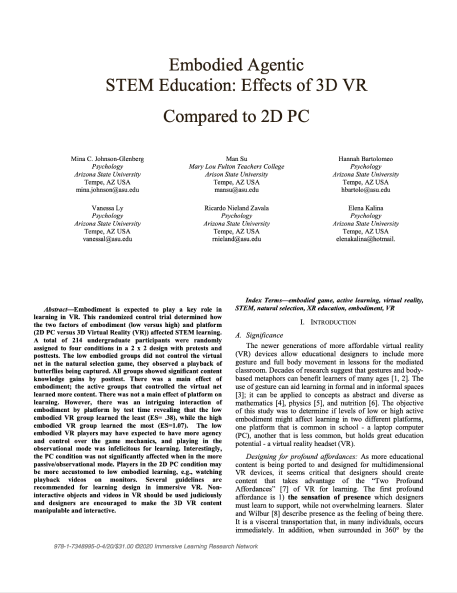 Embodied Agentic
STEM Education: Effects of 3D VR
Compared to 2D PC
Mina C. Johnson-Glenberg
Psychology
Arizona State University
Tempe, AZ USA
mina.johnson@asu.edu
Man Su
Mary Lou Fulton Teachers College
Arison State University
Tempe, AZ USA
mansu@asu.edu
Hannah Bartolomeo
Psychology
Arizona State University
Tempe, AZ USA
hbartole@asu.edu
Vanessa Ly
Psychology
Arizona State University
Tempe, AZ USA
vanessal@asu.edu
Ricardo Nieland Zavala
Psychology
Arizona State University
Tempe, AZ USA
rnieland@asu.edu
Elena Kalina
Psychology
Arizona State University
Tempe, AZ USA
elenakalina@hotmail.
Abstract—Embodiment is expected to play a key role in
learning in VR. This randomized control trial determined how
the two factors of embodiment (low versus high) and platform
(2D PC versus 3D Virtual Reality (VR)) affected STEM learning.
A total of 214 undergraduate participants were randomly
assigned to four conditions in a 2 x 2 design with pretests and
posttests. The low embodied groups did not control the virtual
net in the natural selection game, they observed a playback of
butterflies being captured. All groups showed significant content
knowledge gains by posttest. There was a main effect of
embodiment; the active groups that controlled the virtual net
learned more content. There was not a main effect of platform on
learning. However, there was an intriguing interaction of
embodiment by platform by test time revealing that the low
embodied VR group learned the least (ES= .38), while the high
embodied VR group learned the most (ES=1.07). The low
embodied VR players may have expected to have more agency
and control over the game mechanics, and playing in the
observational mode was infelicitous for learning. Interestingly,
the PC condition was not significantly affected when in the more
passive/observational mode. Players in the 2D PC condition may
be more accustomed to low embodied learning, e.g., watching
playback videos on monitors. Several guidelines are
recommended for learning design in immersive VR. Non-
interactive objects and videos in VR should be used judiciously
and designers are encouraged to make the 3D VR content
manipulable and interactive.
Index Terms—embodied game, active learning, virtual reality,
STEM, natural selection, XR education, embodiment, VR
I. INTRODUCTION
A. Significance
The newer generations of more affordable virtual reality
(VR) devices allow educational designers to include more
gesture and full body movement in lessons for the mediated
classroom. Decades of research suggest that gestures and body-
based metaphors benefit learners of many ages [1, 2]. The
use of gesture can aid learning in formal and in informal spaces
[3]; it can be applied to concepts as abstract and diverse as
mathematics [4], physics [5], and nutrition [6]. The objective
of this study was to determine if levels of low or high active
embodiment might affect learning in two different platforms,
one platform that is common in school - a laptop computer
(PC), another that is less common, but holds great education
potential - a virtual reality headset (VR).
Designing for profound affordances: As more educational
content is being ported to and designed for multidimensional
VR devices, it seems critical that designers should create
content that takes advantage of the “Two Profound
Affordances” [7] of VR for learning. The first profound
affordance is 1) the sensation of presence which designers
must learn to support, while not overwhelming learners. Slater
and Wilbur [8] describe presence as the feeling of being there.
It is a visceral transportation that, in many individuals, occurs
immediately. In addition, when surrounded in 360° by the
978-1-7348995-0-4/20/$31.00 ©2020 Immersive Learning Research Network